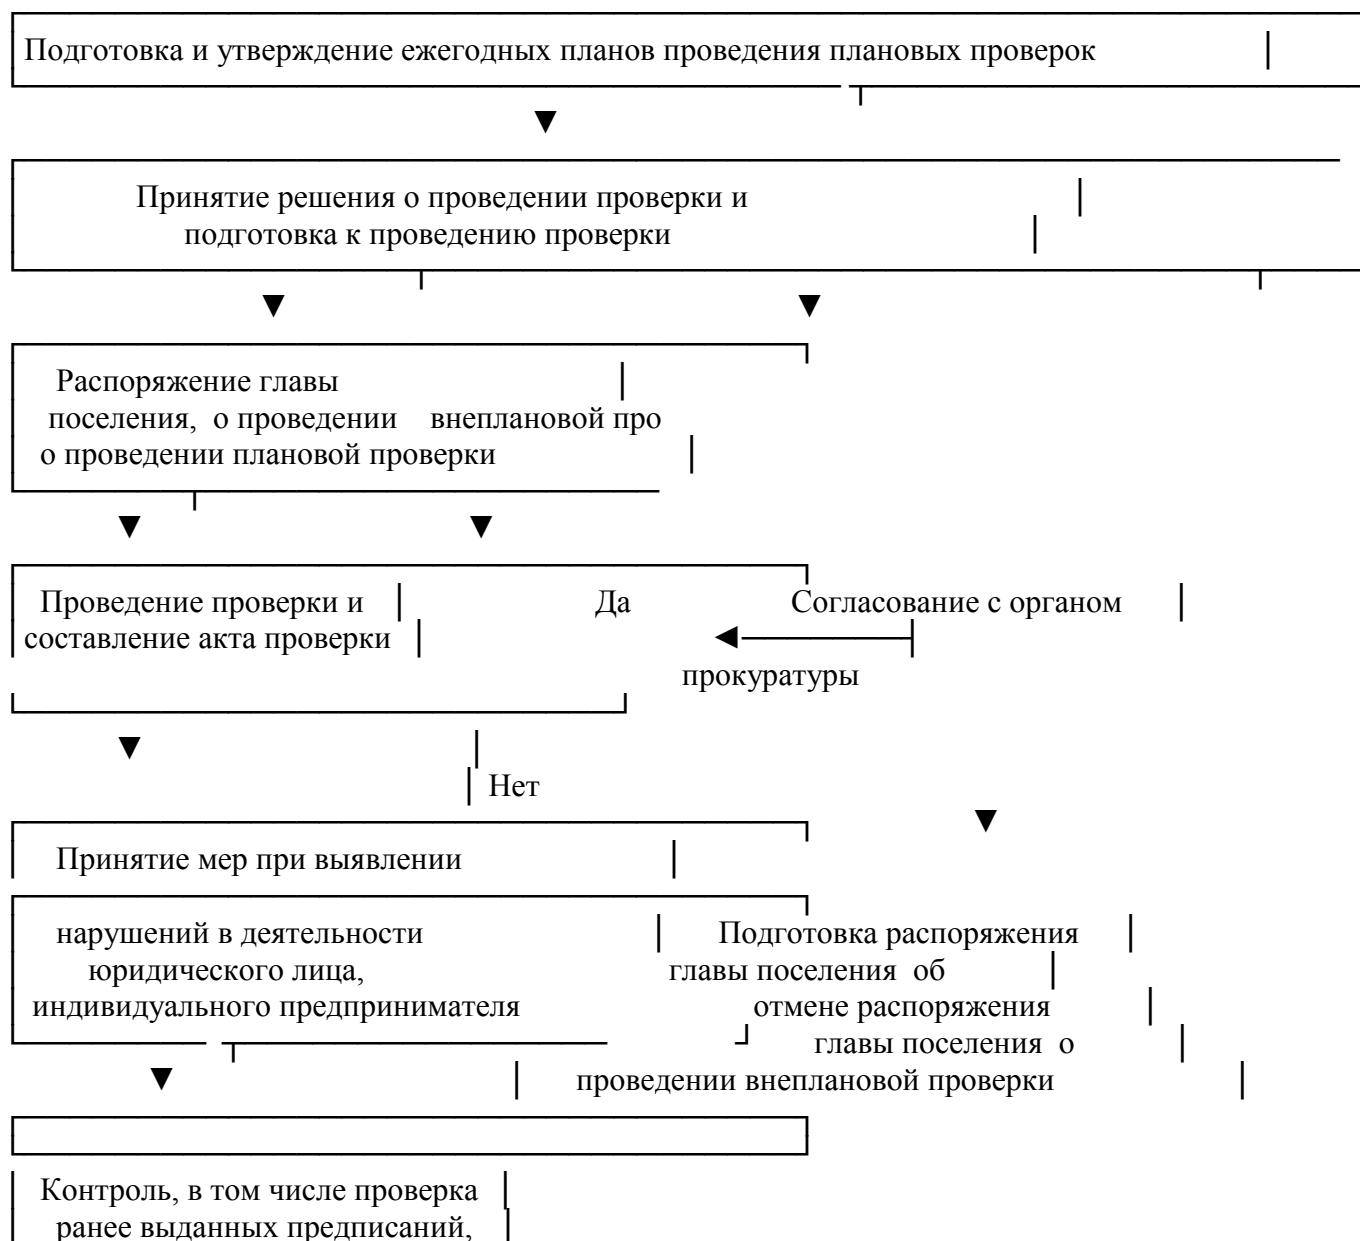 Подготовка и утверждение ежегодных планов проведения плановых проверок
Принятие решения о проведении проверки и
подготовка к проведению проверки
Распоряжение главы
поселения, о проведении внеплановой про
о проведении плановой проверки
Проведение проверки и Да Согласование с органом
составление акта проверки
прокуратуры
Нет
Принятие мер при выявлении
нарушений в деятельности Подготовка распоряжения
юридического лица, главы поселения об
индивидуального предпринимателя отмене распоряжения
главы поселения о
проведении внеплановой проверки
Контроль, в том числе проверка
ранее выданных предписаний,